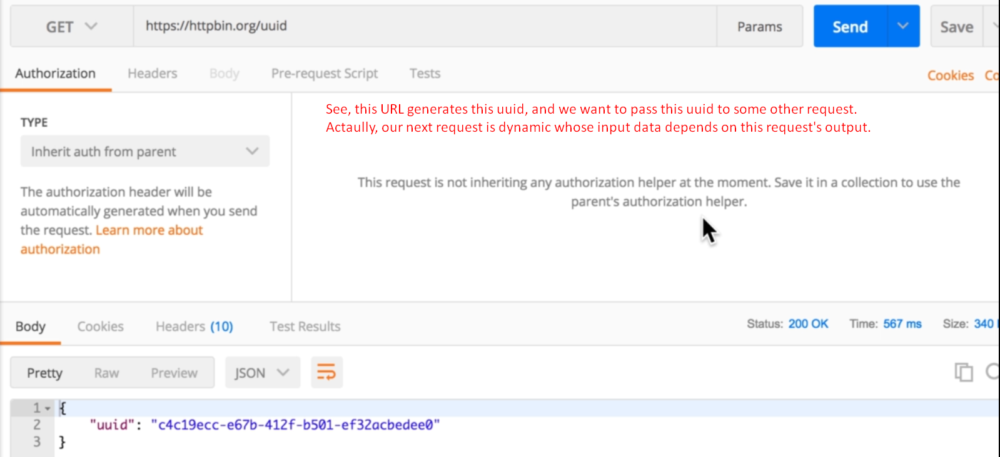 GET https://httpbin.org/uuid Params Send Save
Authorization Headers Body Pre-request Script Tests Cookies Co
See, this URL generates this uuid, and we want to pass this uuid to some other request.
Actaully, our next request is dynamic whose input data depends on this request's output.
TYPE
Inherit auth from parent
The authorization header will be
automatically generated when you send
the request. Learn more about
authorization
This request is not inheriting any authorization helper at the moment. Save it in a collection to use the
parent's authorization helper.
Body Cookies Headers (10) Test Results Status: 200 OK Time: 567 ms Size: 340
Pretty Raw Preview JSON
1 {
2 "uuid": "c4c19ecc-e67b-412f-b501-ef32acbedee0"
3 }